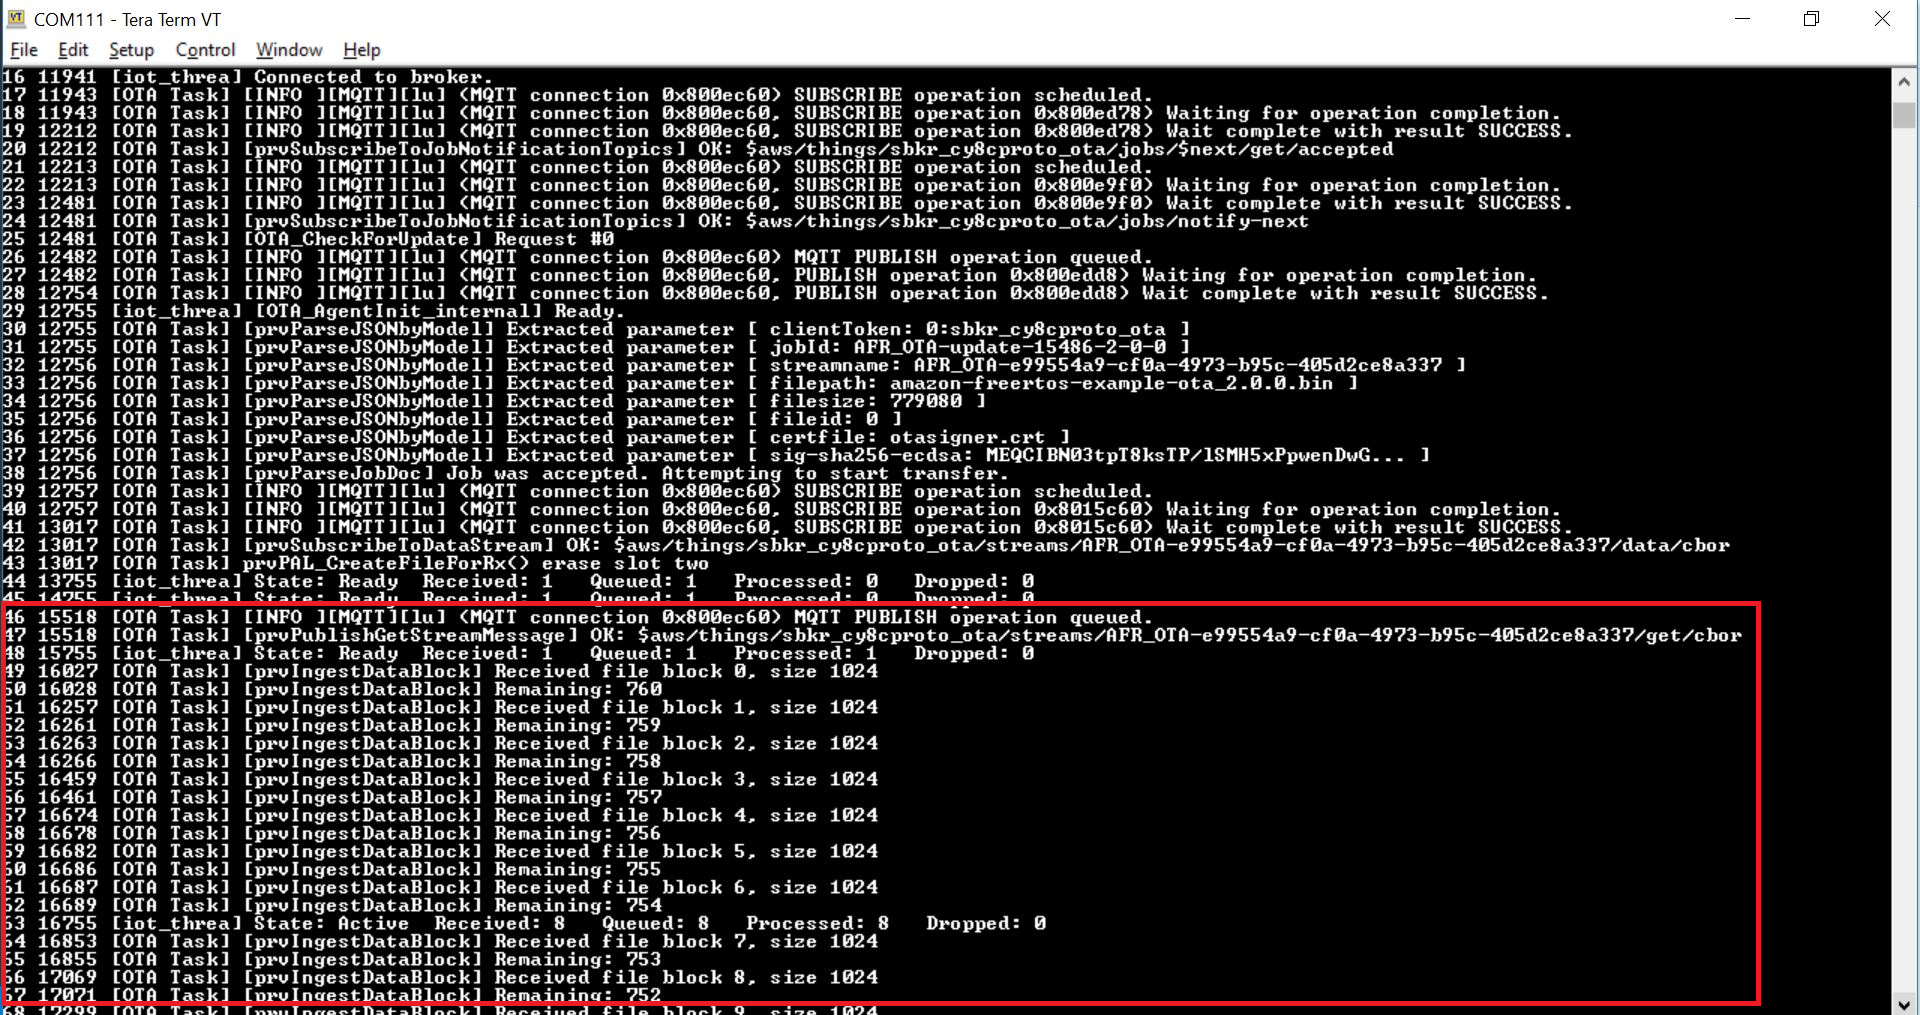 COM111 - Tera Term VT
File Edit Setup Control Window Help
16 11941 [iot_threa] Connected to broker.
17 11943 [OTA Task] [INFO ][MQTT][lu] (MQTT connection 0x800ec60) SUBSCRIBE operation scheduled.
18 11943 [OTA Task] [INFO ][MQTT][lu] (MQTT connection 0x800ec60, SUBSCRIBE operation 0x800ed78) Waiting for operation completion.
19 12212 [OTA Task] [INFO ][MQTT][lu] (MQTT connection 0x800ec60, SUBSCRIBE operation 0x800ed78) Wait complete with result SUCCESS.
20 12212 [OTA Task] [prvSubscribeToJobNotificationTopics] OK: $aws/things/sbkr_cy8cproto_ota/jobs/$next/get/accepted
21 12213 [OTA Task] [INFO ][MQTT][lu] (MQTT connection 0x800ec60) SUBSCRIBE operation scheduled.
22 12213 [OTA Task] [INFO ][MQTT][lu] (MQTT connection 0x800ec60, SUBSCRIBE operation 0x800e9f0) Waiting for operation completion.
23 12481 [OTA Task] [INFO ][MQTT][lu] (MQTT connection 0x800ec60, SUBSCRIBE operation 0x800e9f0) Wait complete with result SUCCESS.
24 12481 [OTA Task] [prvSubscribeToJobNotificationTopics] OK: $aws/things/sbkr_cy8cproto_ota/jobs/notify-next
25 12481 [OTA Task] [OTA_CheckForUpdate] Request #0
26 12482 [OTA Task] [INFO ][MQTT][lu] (MQTT connection 0x800ec60) MQTT PUBLISH operation queued.
27 12482 [OTA Task] [INFO ][MQTT][lu] (MQTT connection 0x800ec60, PUBLISH operation 0x800edd8) Waiting for operation completion.
28 12754 [OTA Task] [INFO ][MQTT][lu] (MQTT connection 0x800ec60, PUBLISH operation 0x800edd8) Wait complete with result SUCCESS.
29 12755 [iot_threa] [OTA_AgentInit_internal] Ready.
30 12755 [OTA Task] [prvParseJSONbyModel] Extracted parameter [ clientToken: 0:sbkr_cy8cproto_ota ]
31 12755 [OTA Task] [prvParseJSONbyModel] Extracted parameter [ jobId: AFR_OTA-update-15486-2-0-0 ]
32 12756 [OTA Task] [prvParseJSONbyModel] Extracted parameter [ streamname: AFR_OTA-e99554a9-cf0a-4973-b95c-405d2ce8a337 ]
33 12756 [OTA Task] [prvParseJSONbyModel] Extracted parameter [ filepath: amazon-freertos-example-ota_2.0.0.bin ]
34 12756 [OTA Task] [prvParseJSONbyModel] Extracted parameter [ filesize: 779080 ]
35 12756 [OTA Task] [prvParseJSONbyModel] Extracted parameter [ fileid: 0 ]
36 12756 [OTA Task] [prvParseJSONbyModel] Extracted parameter [ certfile: otasigner.crt ]
37 12756 [OTA Task] [prvParseJSONbyModel] Extracted parameter [ sig-sha256-ecdsa: MEQCIBN03tpT8ksTP/lSMH5xPpwenDwG... ]
38 12756 [OTA Task] [prvParseJobDoc] Job was accepted. Attempting to start transfer.
39 12757 [OTA Task] [INFO ][MQTT][lu] (MQTT connection 0x800ec60) SUBSCRIBE operation scheduled.
40 12757 [OTA Task] [INFO ][MQTT][lu] (MQTT connection 0x800ec60, SUBSCRIBE operation 0x8015c60) Waiting for operation completion.
41 13017 [OTA Task] [INFO ][MQTT][lu] (MQTT connection 0x800ec60, SUBSCRIBE operation 0x8015c60) Wait complete with result SUCCESS.
42 13017 [OTA Task] [prvSubscribeToDataStream] OK: $aws/things/sbkr_cy8cproto_ota/streams/AFR_OTA-e99554a9-cf0a-4973-b95c-405d2ce8a337/data/cbor
43 13017 [OTA Task] prvPAL_CreateFileForRx() erase slot two
44 13755 [iot_threa] State: Ready Received: 1 Queued: 1 Processed: 0 Dropped: 0
45 14755 [iot_threa] State: Ready Received: 1 Queued: 1 Processed: 0 Dropped: 0
46 15518 [OTA Task] [INFO ][MQTT][lu] (MQTT connection 0x800ec60) MQTT PUBLISH operation queued.
47 15518 [OTA Task] [prvPublishGetStreamMessage] OK: $aws/things/sbkr_cy8cproto_ota/streams/AFR_OTA-e99554a9-cf0a-4973-b95c-405d2ce8a337/get/cbor
48 15755 [iot_threa] State: Ready Received: 1 Queued: 1 Processed: 1 Dropped: 0
49 16027 [OTA Task] [prvIngestDataBlock] Received file block 0, size 1024
50 16028 [OTA Task] [prvIngestDataBlock] Remaining: 760
51 16257 [OTA Task] [prvIngestDataBlock] Received file block 1, size 1024
52 16261 [OTA Task] [prvIngestDataBlock] Remaining: 759
53 16263 [OTA Task] [prvIngestDataBlock] Received file block 2, size 1024
54 16266 [OTA Task] [prvIngestDataBlock] Remaining: 758
55 16459 [OTA Task] [prvIngestDataBlock] Received file block 3, size 1024
56 16461 [OTA Task] [prvIngestDataBlock] Remaining: 757
57 16674 [OTA Task] [prvIngestDataBlock] Received file block 4, size 1024
58 16678 [OTA Task] [prvIngestDataBlock] Remaining: 756
59 16682 [OTA Task] [prvIngestDataBlock] Received file block 5, size 1024
60 16686 [OTA Task] [prvIngestDataBlock] Remaining: 755
61 16687 [OTA Task] [prvIngestDataBlock] Received file block 6, size 1024
62 16689 [OTA Task] [prvIngestDataBlock] Remaining: 754
63 16755 [iot_threa] State: Active Received: 8 Queued: 8 Processed: 8 Dropped: 0
64 16853 [OTA Task] [prvIngestDataBlock] Received file block 7, size 1024
65 16855 [OTA Task] [prvIngestDataBlock] Remaining: 753
66 17069 [OTA Task] [prvIngestDataBlock] Received file block 8, size 1024
67 17071 [OTA Task] [prvIngestDataBlock] Remaining: 752
68 17299 [OTA Task] [prvIngestDataBlock] Received file block 9, size 1024